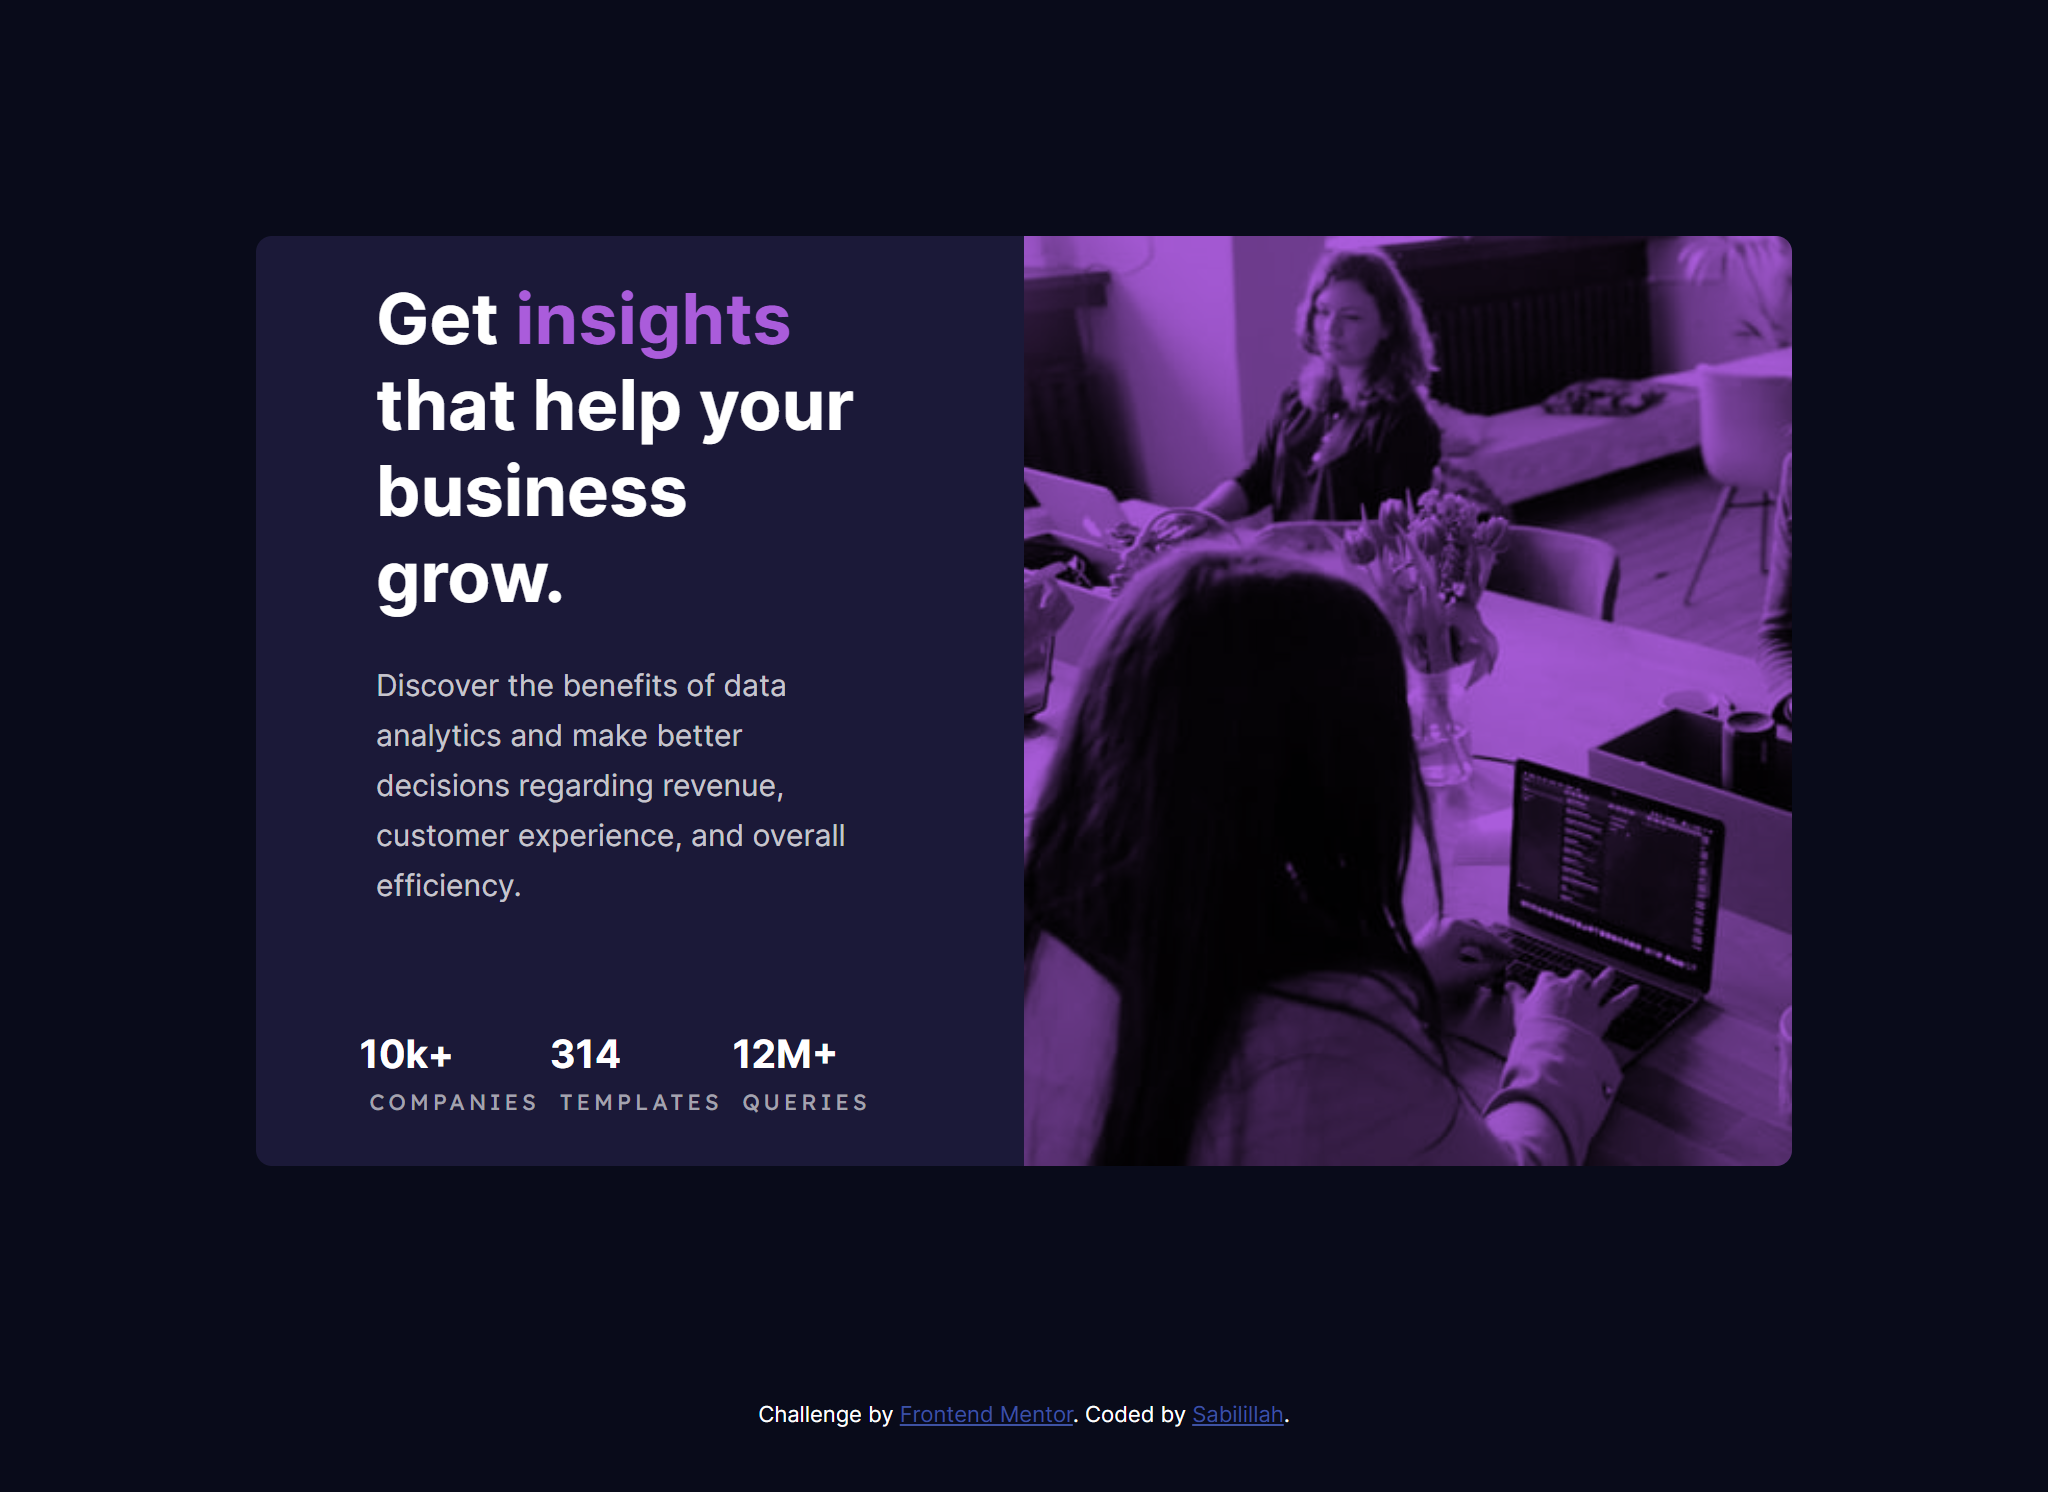 Get insights
that help your
business
grow.
Discover the benefits of data
analytics and make better
decisions regarding revenue,
customer experience, and overall
efficiency.
10k+ 314 12M+
COMPANIES TEMPLATES QUERIES
Challenge by Frontend Mentor. Coded by Sabilillah.